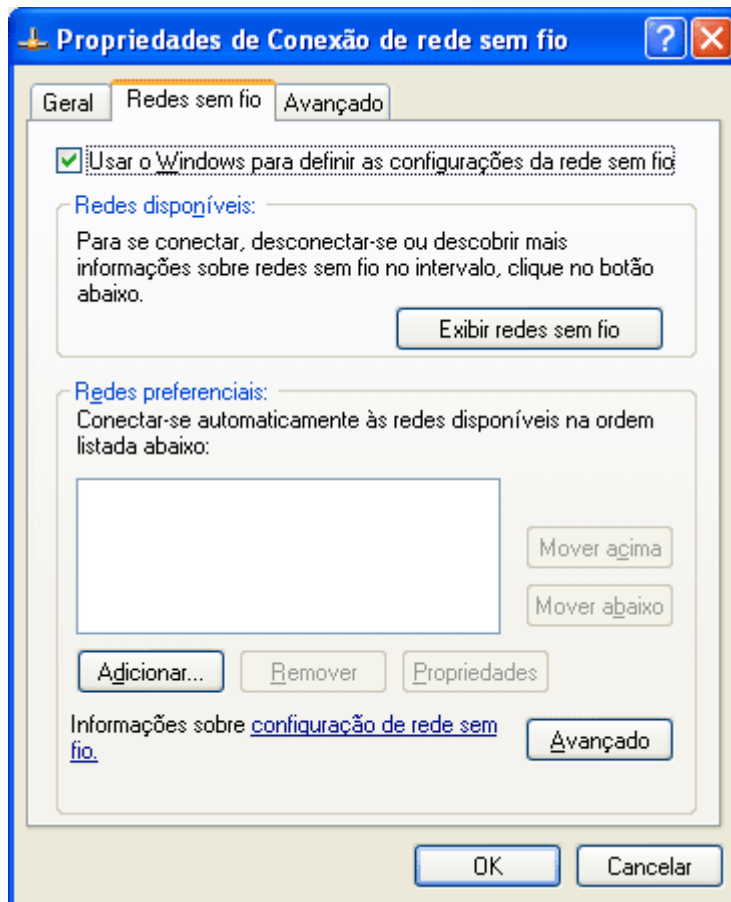 Propriedades de Conexão de rede sem fio
Geral
Redes sem fio
Avançado
Usar o Windows para definir as configurações da rede sem fio
Redes disponíveis:
Para se conectar, desconectar-se ou descobrir mais
informações sobre redes sem fio no intervalo, clique no botão
abaixo.
Exibir redes sem fio
Redes preferenciais:
Conectar-se automaticamente às redes disponíveis na ordem
listada abaixo:
Mover acima
Mover abaixo
Adicionar...
Remover
Propriedades
Informações sobre configuração de rede sem
fio.
Avançado
OK
Cancelar